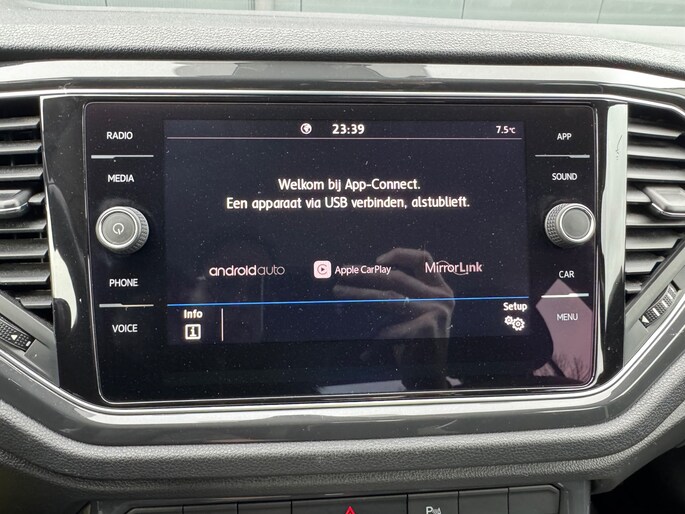 23:39
7.5°C
RADIO
MEDIA
PHONE
VOICE
Welkom bij App-Connect.
Een apparaat via USB verbinden, alstublieft.
androidauto
Apple CarPlay
MirrorLink
Info
Setup
APP
SOUND
CAR
MENU
P